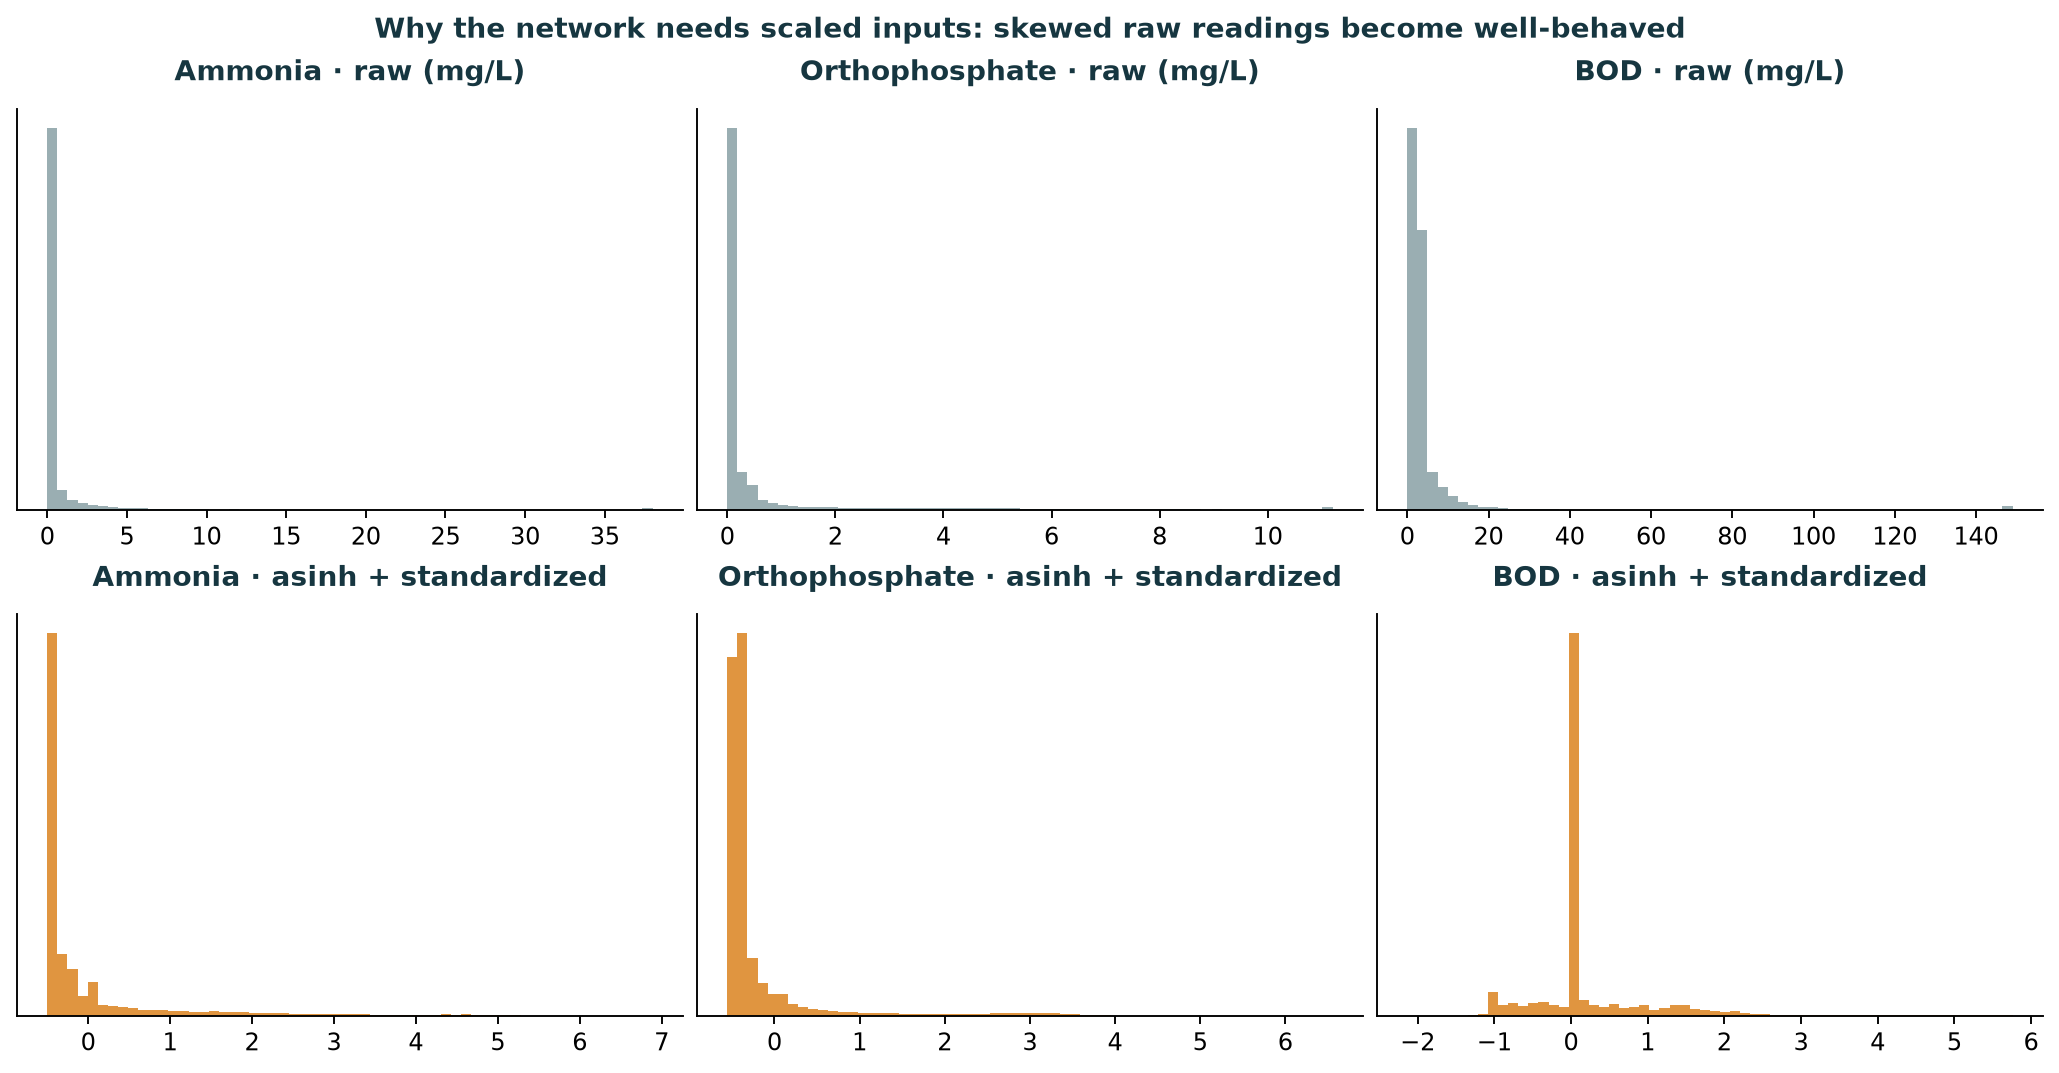 Why the network needs scaled inputs: skewed raw readings become well-behaved
Ammonia · raw (mg/L)
Orthophosphate · raw (mg/L)
BOD · raw (mg/L)
0 5 10 15 20 25 30 35
0 2 4 6 8 10
0 20 40 60 80 100 120 140
Ammonia · asinh + standardized
Orthophosphate · asinh + standardized
BOD · asinh + standardized
0 1 2 3 4 5 6 7
0 1 2 3 4 5 6
−2 −1 0 1 2 3 4 5 6